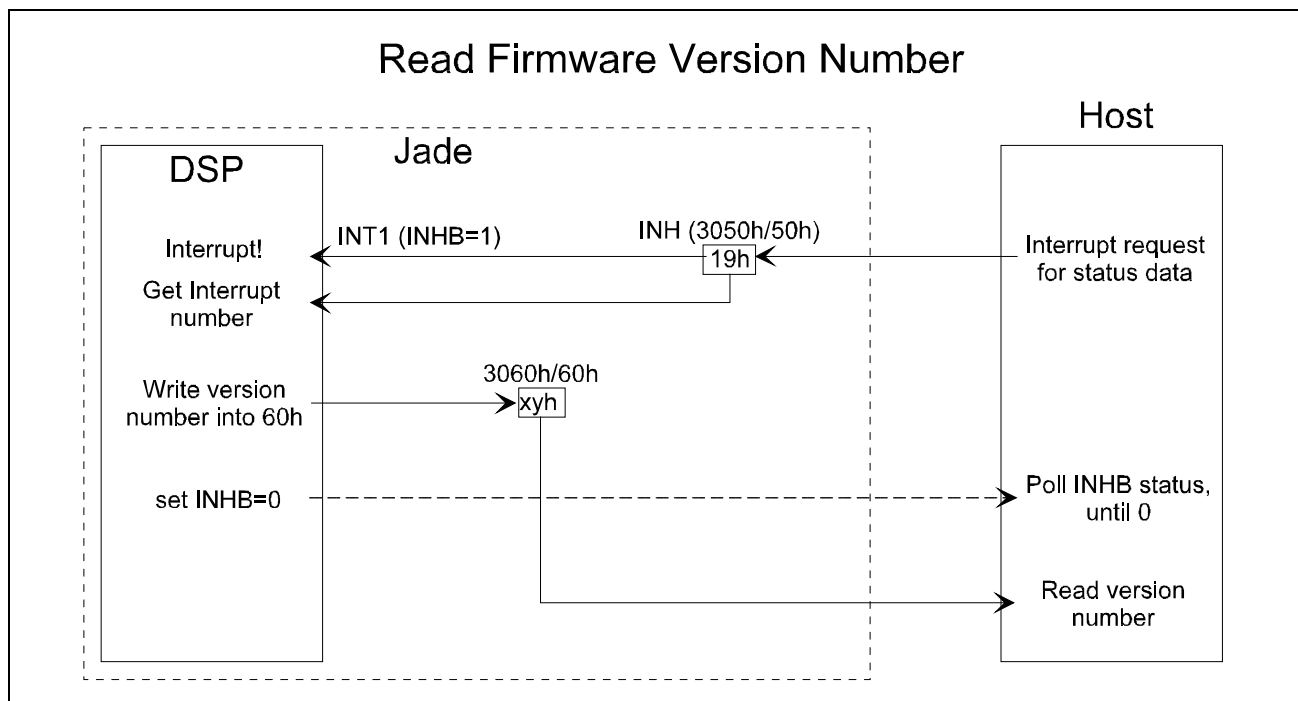 Read Firmware Version Number
Host
Jade
DSP
INT1 (INHB=1)
INH (3050h/50h)
Interrupt!
19h
Interrupt request
for status data
Get Interrupt
number
3060h/60h
Write version
number into 60h
xyh
set INHB=0
Poll INHB status,
until 0
Read version
number